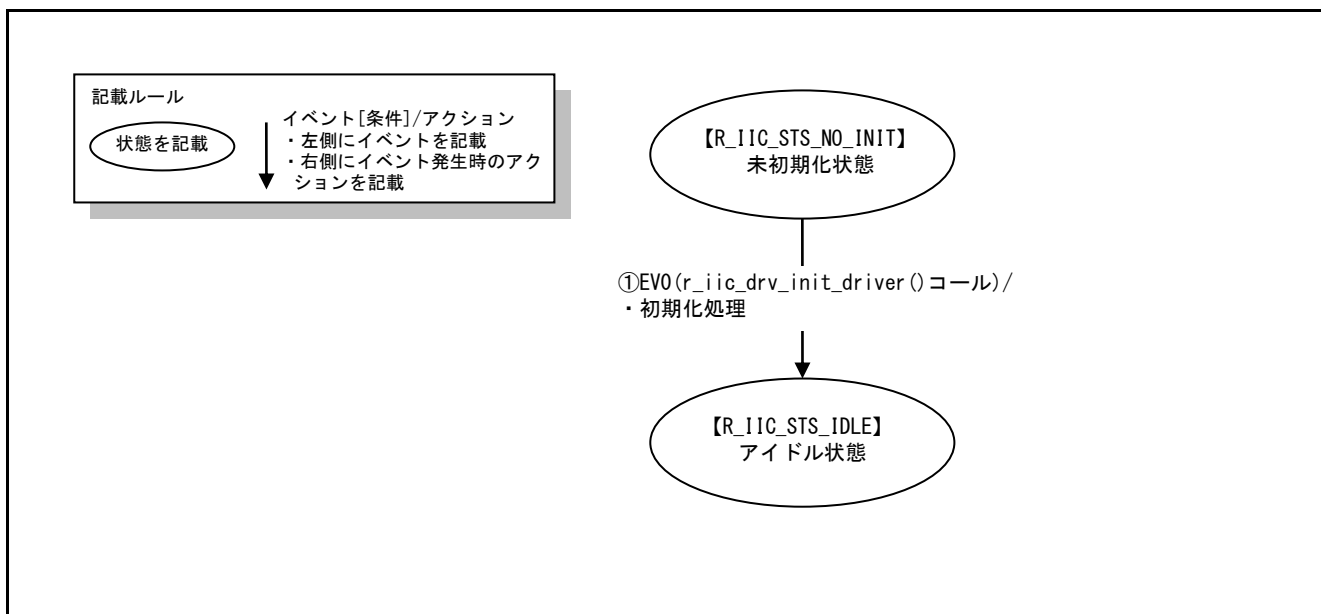 記載ルール
状態を記載
イベント[条件]/アクション
・左側にイベントを記載
・右側にイベント発生時のアク
ションを記載
【R_IIC_STS_NO_INIT】
未初期化状態
①EV0(r_iic_drv_init_driver()コール)/
・初期化処理
【R_IIC_STS_IDLE】
アイドル状態